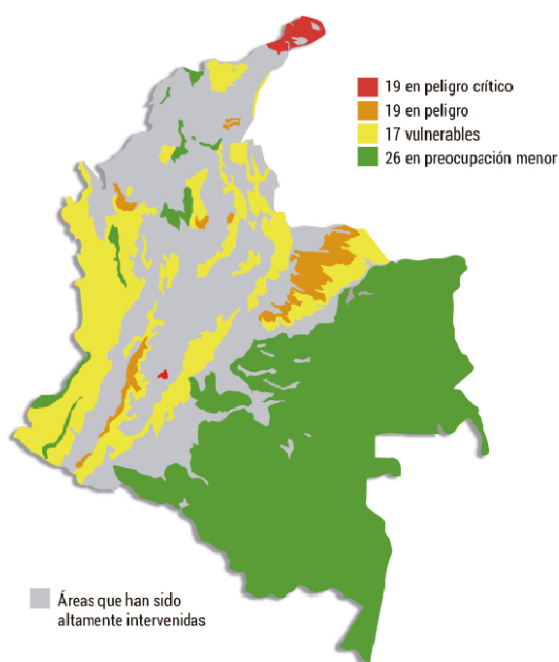 19 en peligro crítico
19 en peligro
17 vulnerables
26 en preocupación menor
Áreas que han sido
altamente intervenidas